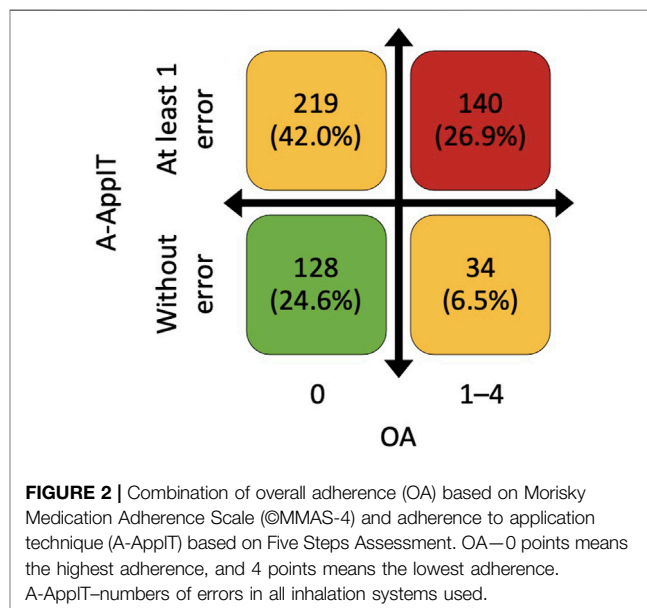 A-ApplT
At least 1
error
219
(42.0%)
140
(26.9%)
Without
error
128
(24.6%)
34
(6.5%)
0
1–4
OA
FIGURE 2 | Combination of overall adherence (OA) based on Morisky
Medication Adherence Scale (©MMAS-4) and adherence to application
technique (A-ApplT) based on Five Steps Assessment. OA—0 points means
the highest adherence, and 4 points means the lowest adherence.
A-ApplT–numbers of errors in all inhalation systems used.